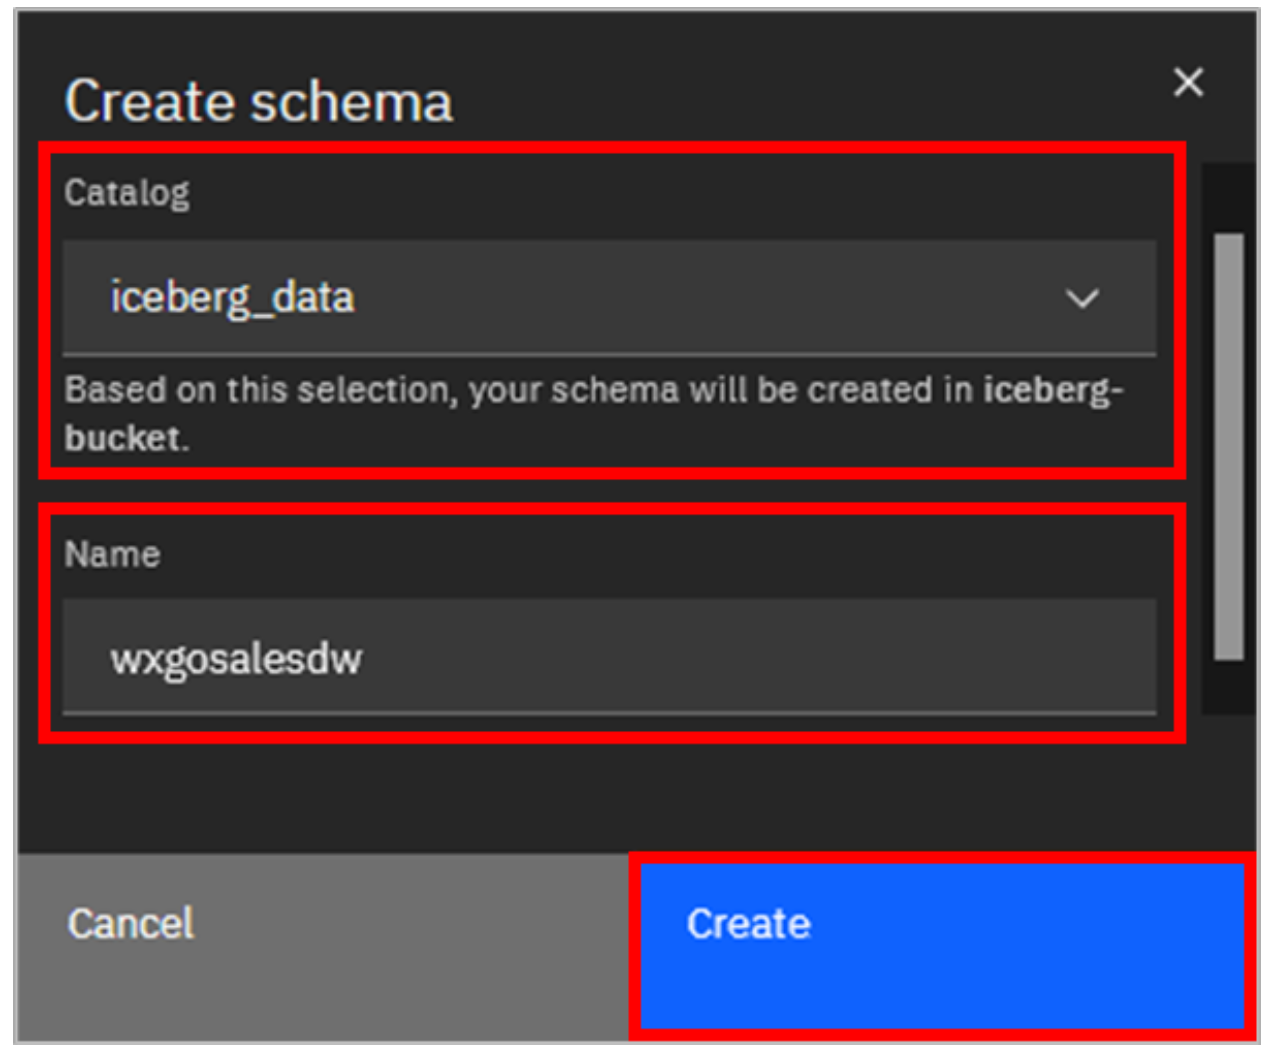 Create schema
Catalog
iceberg_data
Based on this selection, your schema will be created in iceberg-
bucket.
Name
wxgosalesdw
Cancel
Create